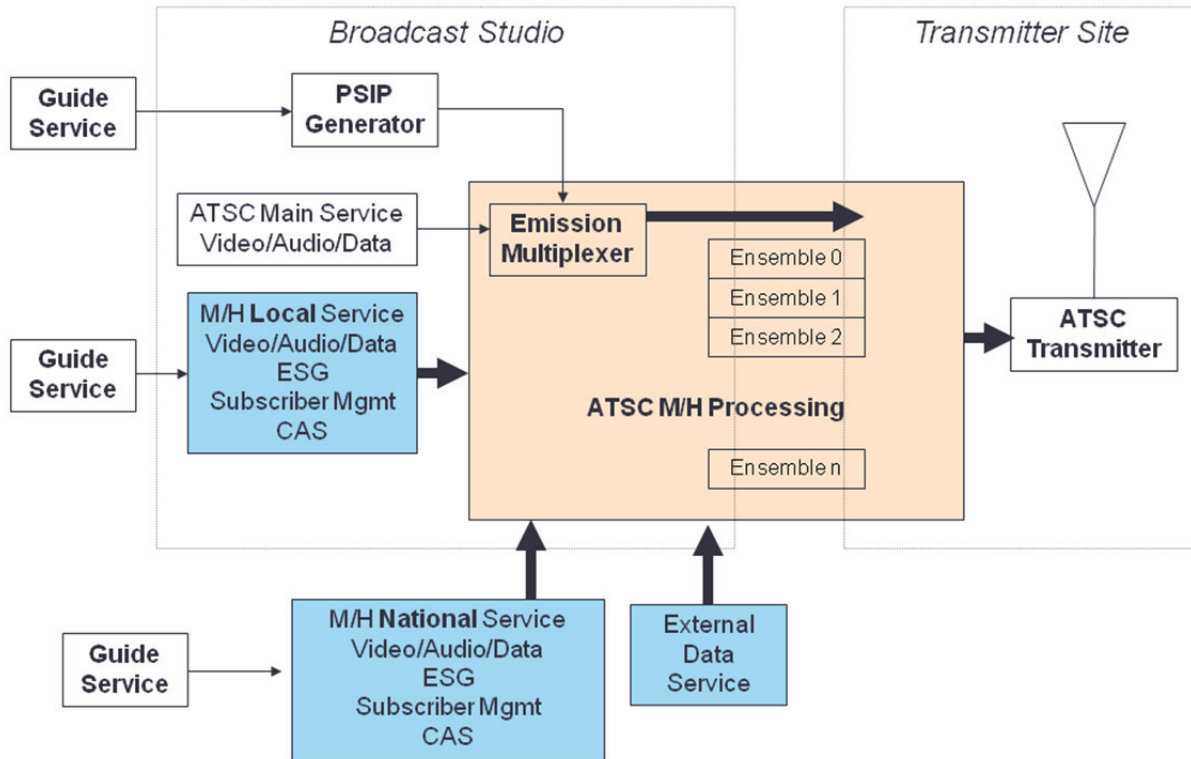 Broadcast Studio
Transmitter Site
Guide
Service
PSIP
Generator
ATSC Main Service
Video/Audio/Data
Emission
Multiplexer
Ensemble 0
Ensemble 1
Ensemble 2
ATSC M/H Processing
Ensemble n
ATSC
Transmitter
Guide
Service
M/H Local Service
Video/Audio/Data
ESG
Subscriber Mgmt
CAS
Guide
Service
M/H National Service
Video/Audio/Data
ESG
Subscriber Mgmt
CAS
External
Data
Service